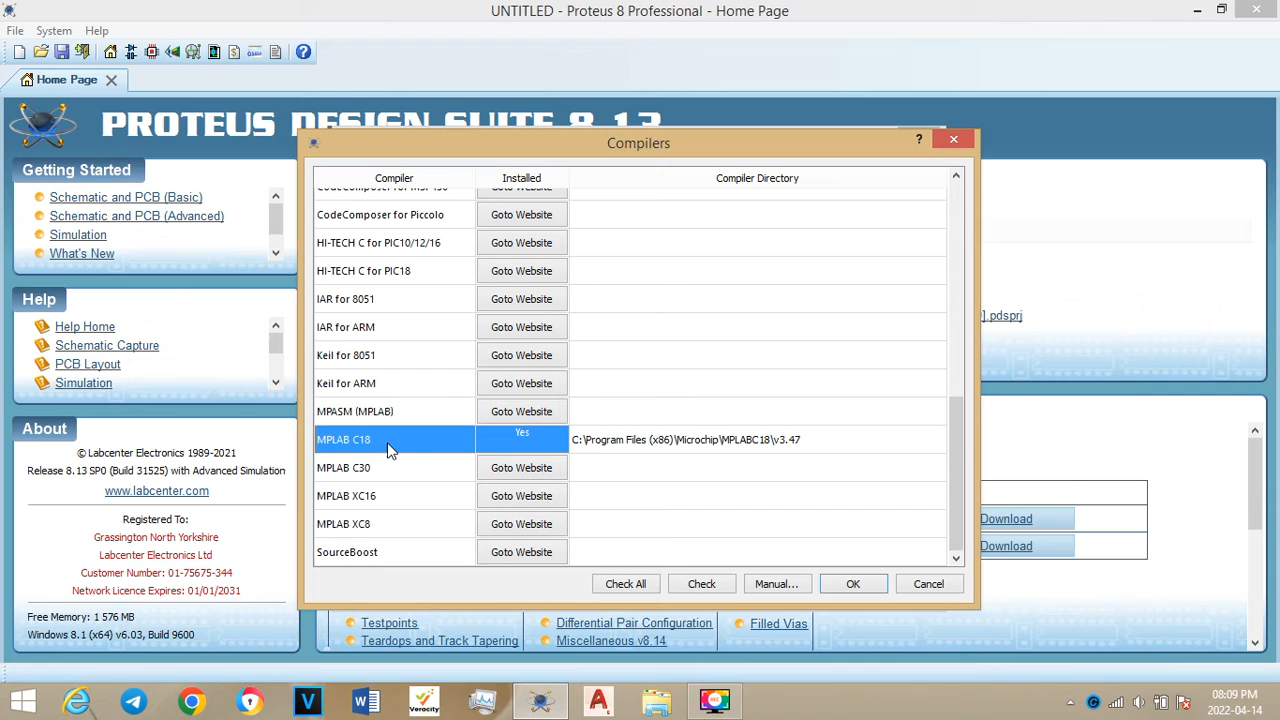 UNTITLED - Proteus 8 Professional - Home Page
File System Help
Home Page
PROTEUS DESIGN SUITE 8.13
Getting Started
Schematic and PCB (Basic)
Schematic and PCB (Advanced)
Simulation
What's New
Help
Help Home
Schematic Capture
PCB Layout
Simulation
About
© Labcenter Electronics 1989-2021
Release 8.13 SP0 (Build 31525) with Advanced Simulation
www.labcenter.com
Registered To:
Grassington North Yorkshire
Labcenter Electronics Ltd
Customer Number: 01-75675-344
Network Licence Expires: 01/01/2031
Free Memory: 1 576 MB
Windows 8.1 (x64) v6.03, Build 9600
Compilers
Compiler Installed Compiler Directory
CodeComposer for MSP430 Goto Website
CodeComposer for Piccolo Goto Website
HI-TECH C for PIC10/12/16 Goto Website
HI-TECH C for PIC18 Goto Website
IAR for 8051 Goto Website
IAR for ARM Goto Website
Keil for 8051 Goto Website
Keil for ARM Goto Website
MPASM (MPLAB) Goto Website
MPLAB C18 Yes C:\Program Files (x86)\Microchip\MPLABC18\v3.47
MPLAB C30 Goto Website
MPLAB XC16 Goto Website
MPLAB XC8 Goto Website
SourceBoost Goto Website
Check All Check Manual... OK Cancel
].pdsprj
Download
Download
Testpoints Differential Pair Configuration Filled Vias
Teardops and Track Tapering Miscellaneous v8.14
W
V
Verocity
A
REC
08:09 PM
2022-04-14